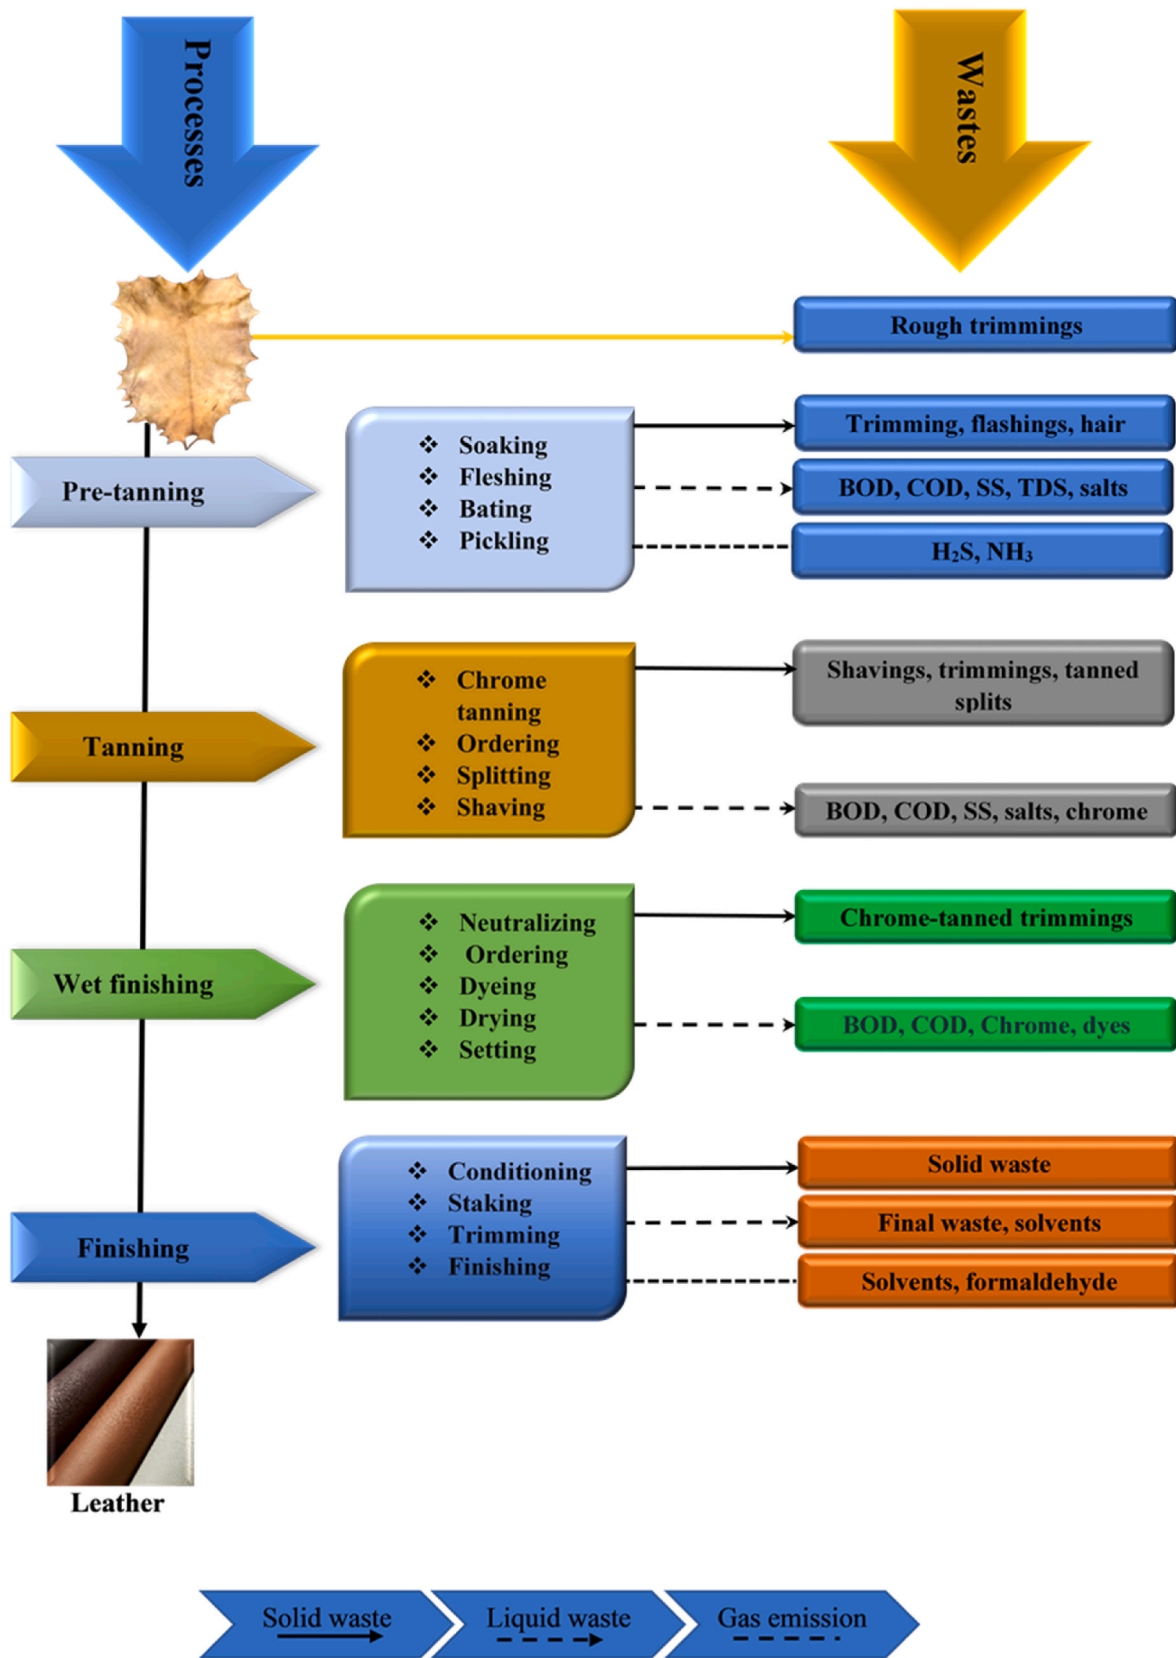 Processes
Wastes
Rough trimmings
Pre-tanning
❖ Soaking
❖ Fleshing
❖ Bating
❖ Pickling
Trimming, flashings, hair
BOD, COD, SS, TDS, salts
H₂S, NH₃
Tanning
❖ Chrome
tanning
❖ Ordering
❖ Splitting
❖ Shaving
Shavings, trimmings, tanned
splits
BOD, COD, SS, salts, chrome
Wet finishing
❖ Neutralizing
❖ Ordering
❖ Dyeing
❖ Drying
❖ Setting
Chrome-tanned trimmings
BOD, COD, Chrome, dyes
Finishing
❖ Conditioning
❖ Staking
❖ Trimming
❖ Finishing
Solid waste
Final waste, solvents
Solvents, formaldehyde
Leather
Solid waste
Liquid waste
Gas emission